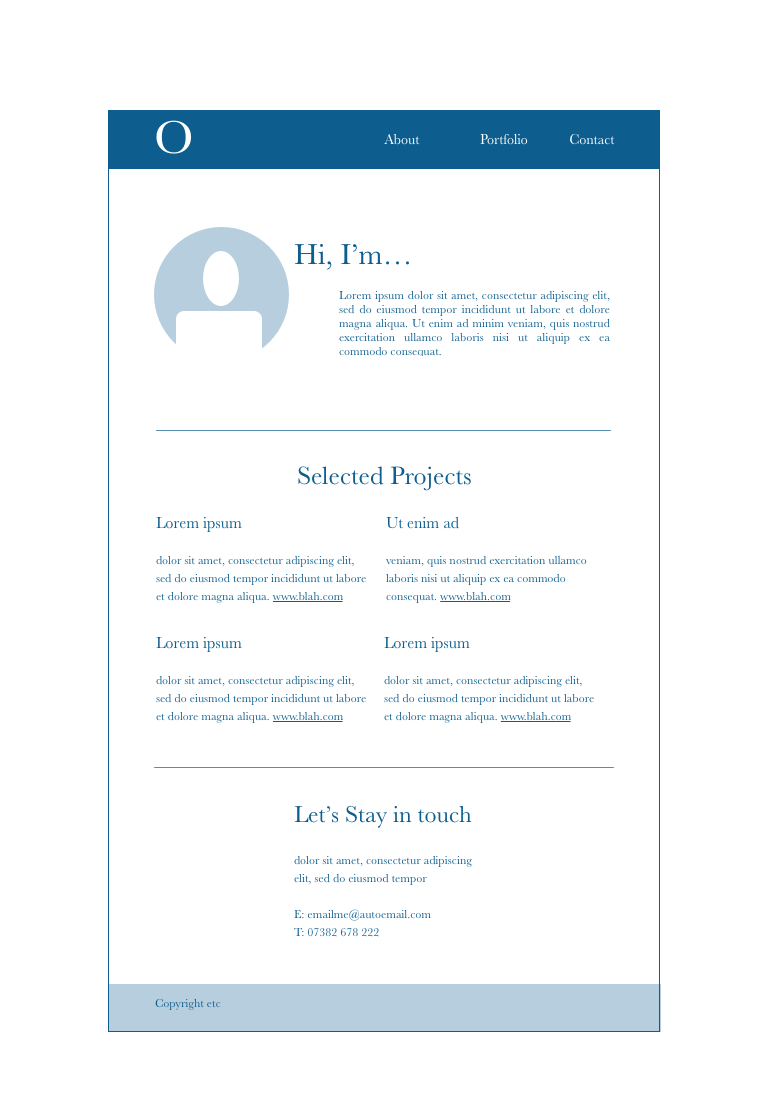 O
About Portfolio Contact
Hi, I'm…
Lorem ipsum dolor sit amet, consectetur adipiscing elit,
sed do eiusmod tempor incididunt ut labore et dolore
magna aliqua. Ut enim ad minim veniam, quis nostrud
exercitation ullamco laboris nisi ut aliquip ex ea
commodo consequat.
Selected Projects
Lorem ipsum
dolor sit amet, consectetur adipiscing elit,
sed do eiusmod tempor incididunt ut labore
et dolore magna aliqua. www.blah.com
Ut enim ad
veniam, quis nostrud exercitation ullamco
laboris nisi ut aliquip ex ea commodo
consequat. www.blah.com
Lorem ipsum
dolor sit amet, consectetur adipiscing elit,
sed do eiusmod tempor incididunt ut labore
et dolore magna aliqua. www.blah.com
Lorem ipsum
dolor sit amet, consectetur adipiscing elit,
sed do eiusmod tempor incididunt ut labore
et dolore magna aliqua. www.blah.com
Let's Stay in touch
dolor sit amet, consectetur adipiscing
elit, sed do eiusmod tempor
E: emailme@autoemail.com
T: 07382 678 222
Copyright etc